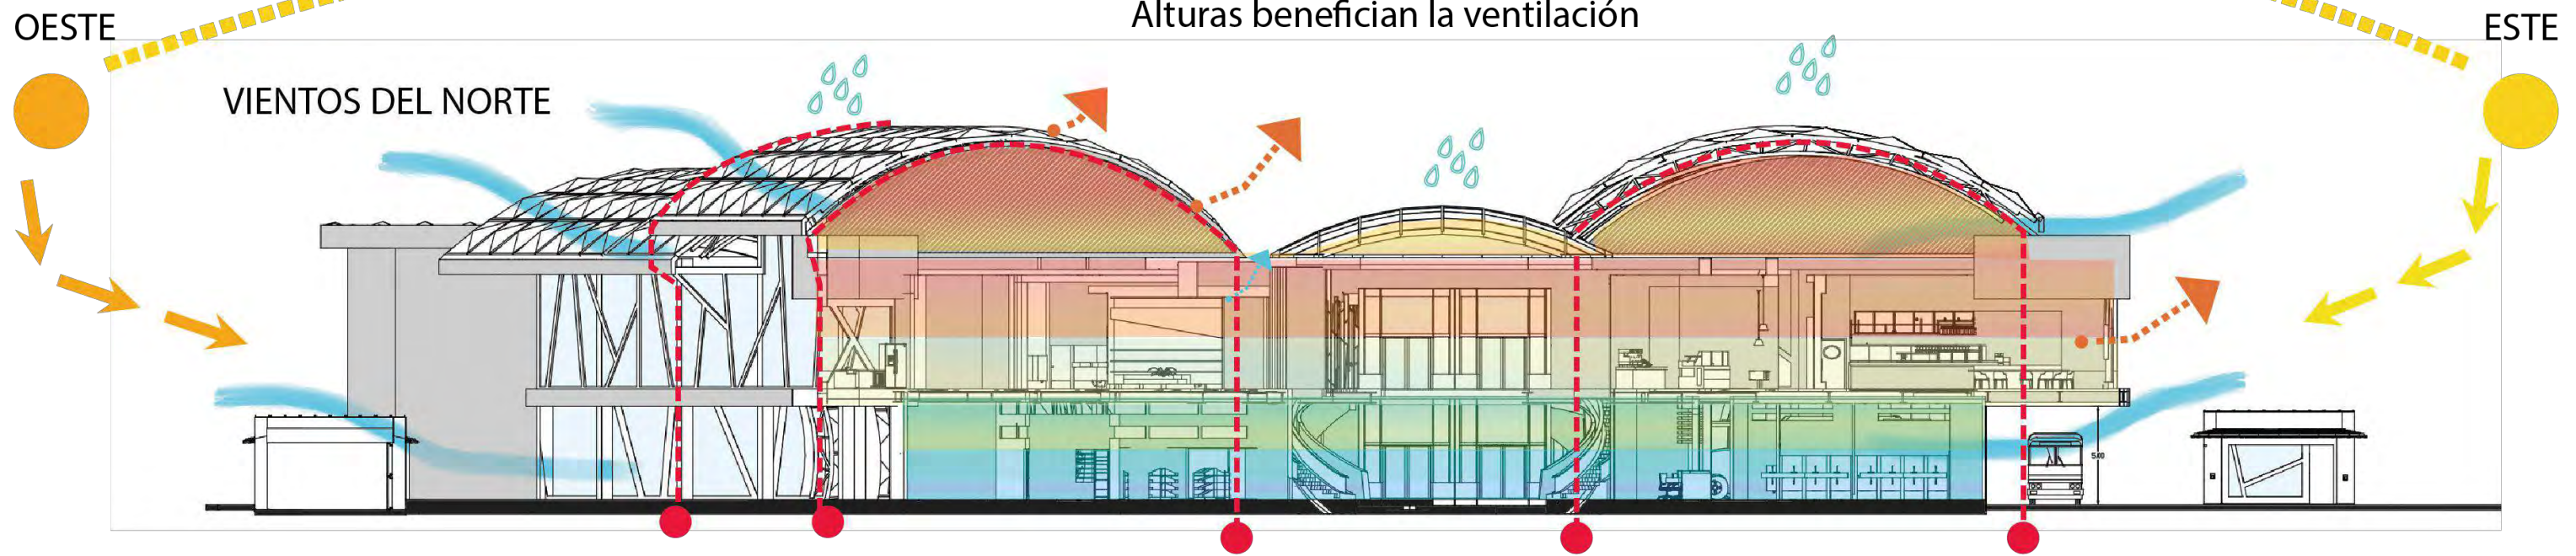 Alturas benefician la ventilación
OESTE
ESTE
VIENTOS DEL NORTE